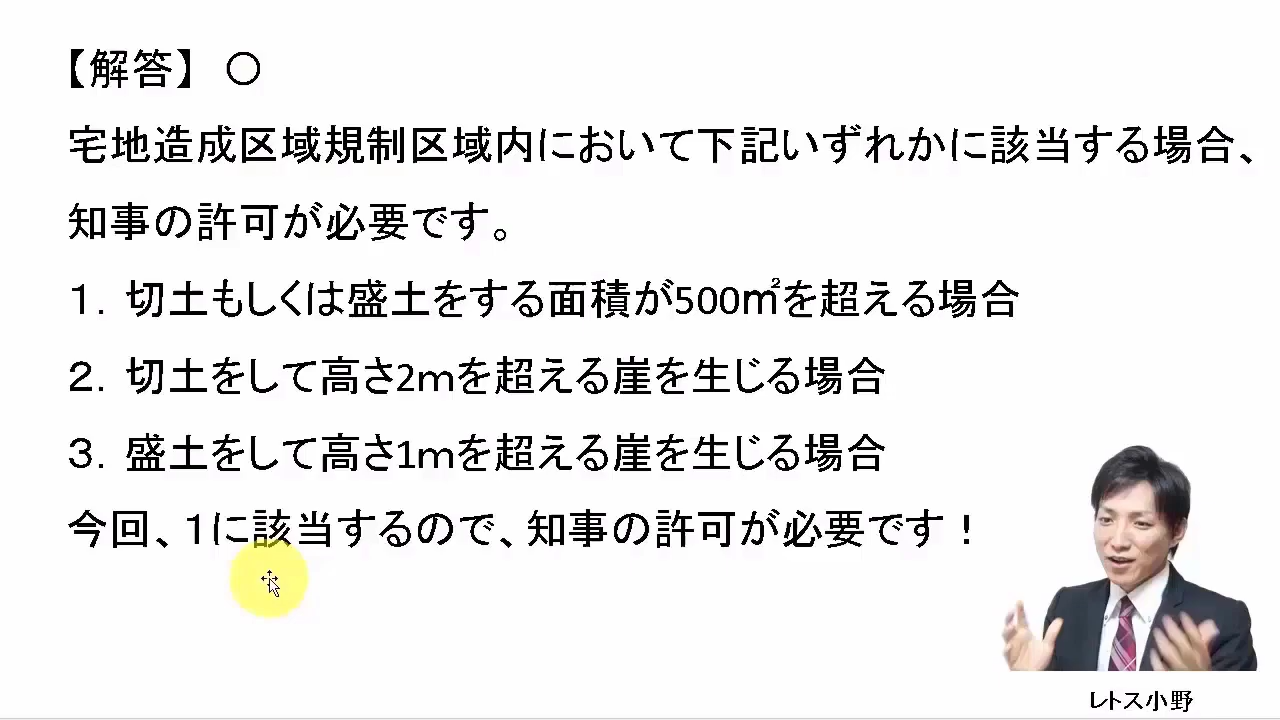 【解答】 ○
宅地造成区域規制区域内において下記いずれかに該当する場合、
知事の許可が必要です。
１．切土もしくは盛土をする面積が500㎡を超える場合
２．切土をして高さ2mを超える崖を生じる場合
３．盛土をして高さ1mを超える崖を生じる場合
今回、１に該当するので、知事の許可が必要です！
レトス小野